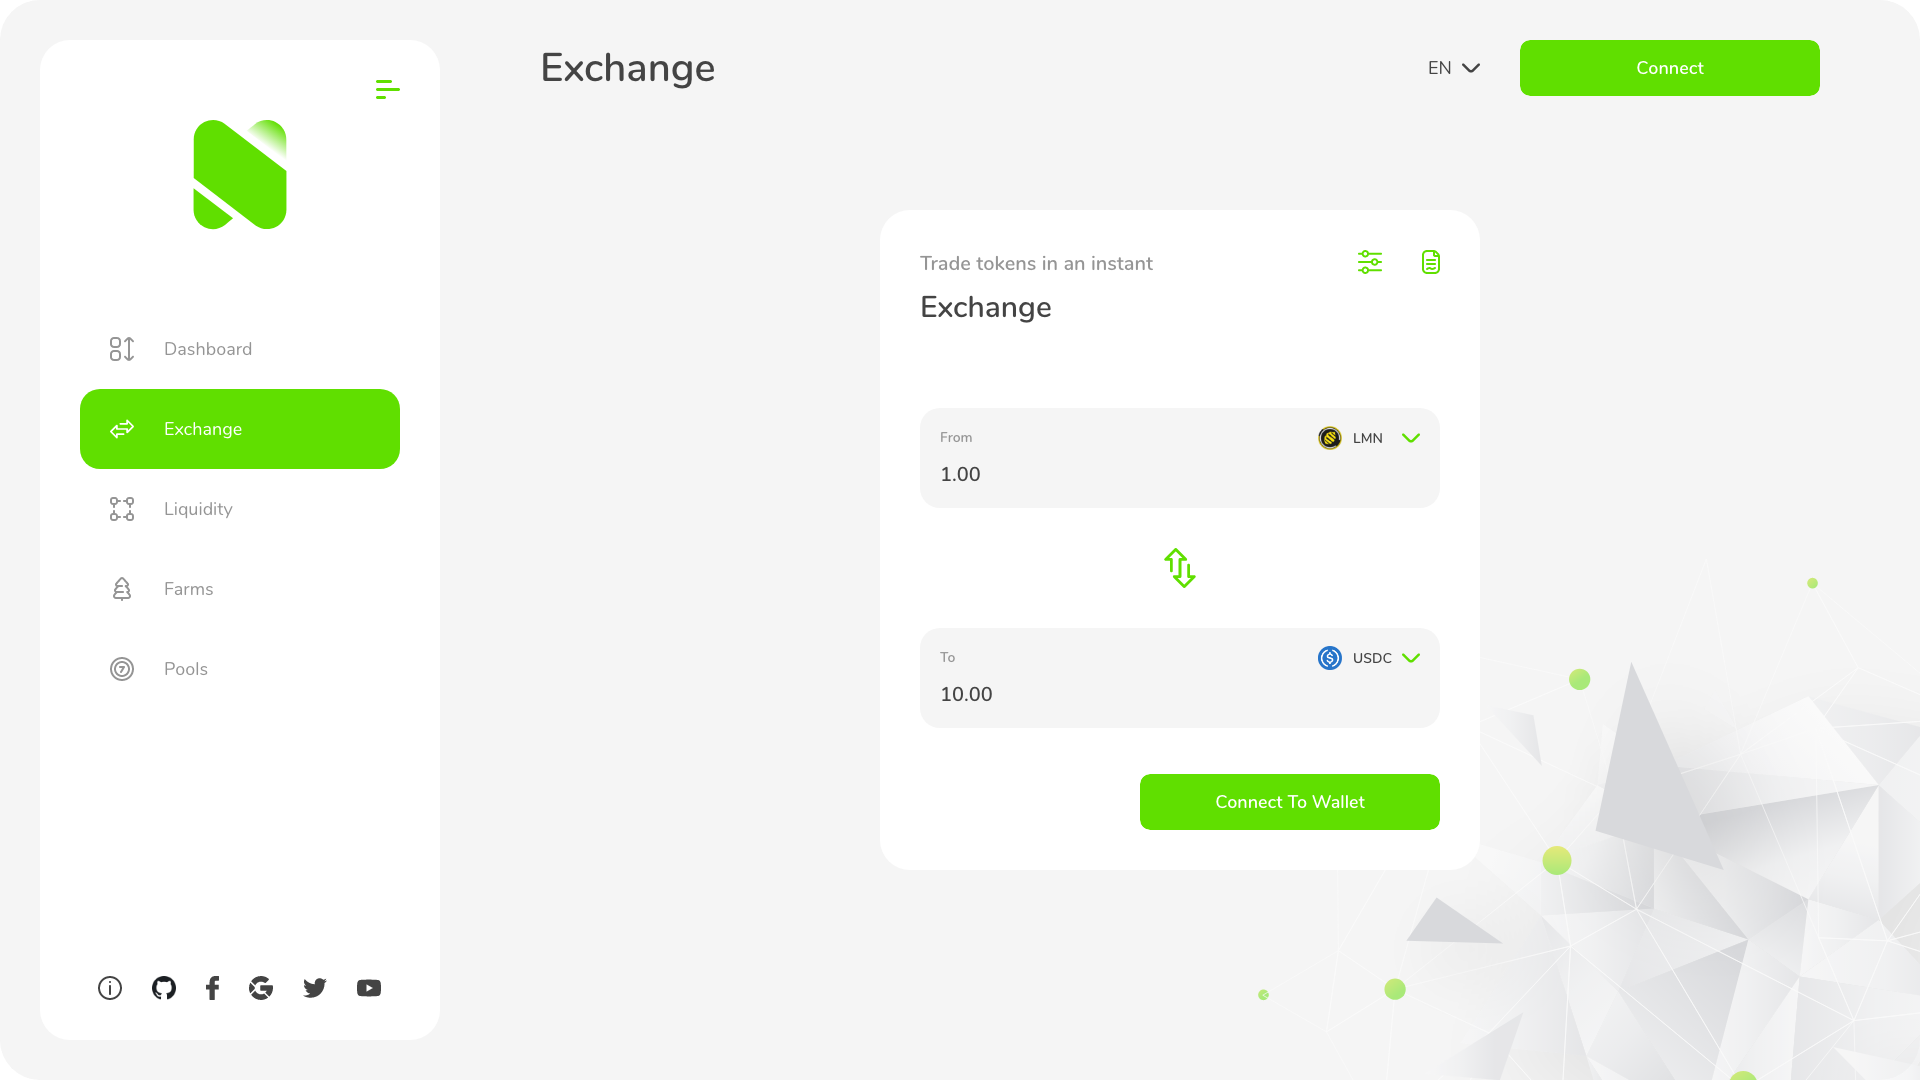 Exchange
EN
Connect
Dashboard
Exchange
Liquidity
Farms
Pools
Trade tokens in an instant
Exchange
From
LMN
1.00
To
USDC
10.00
Connect To Wallet